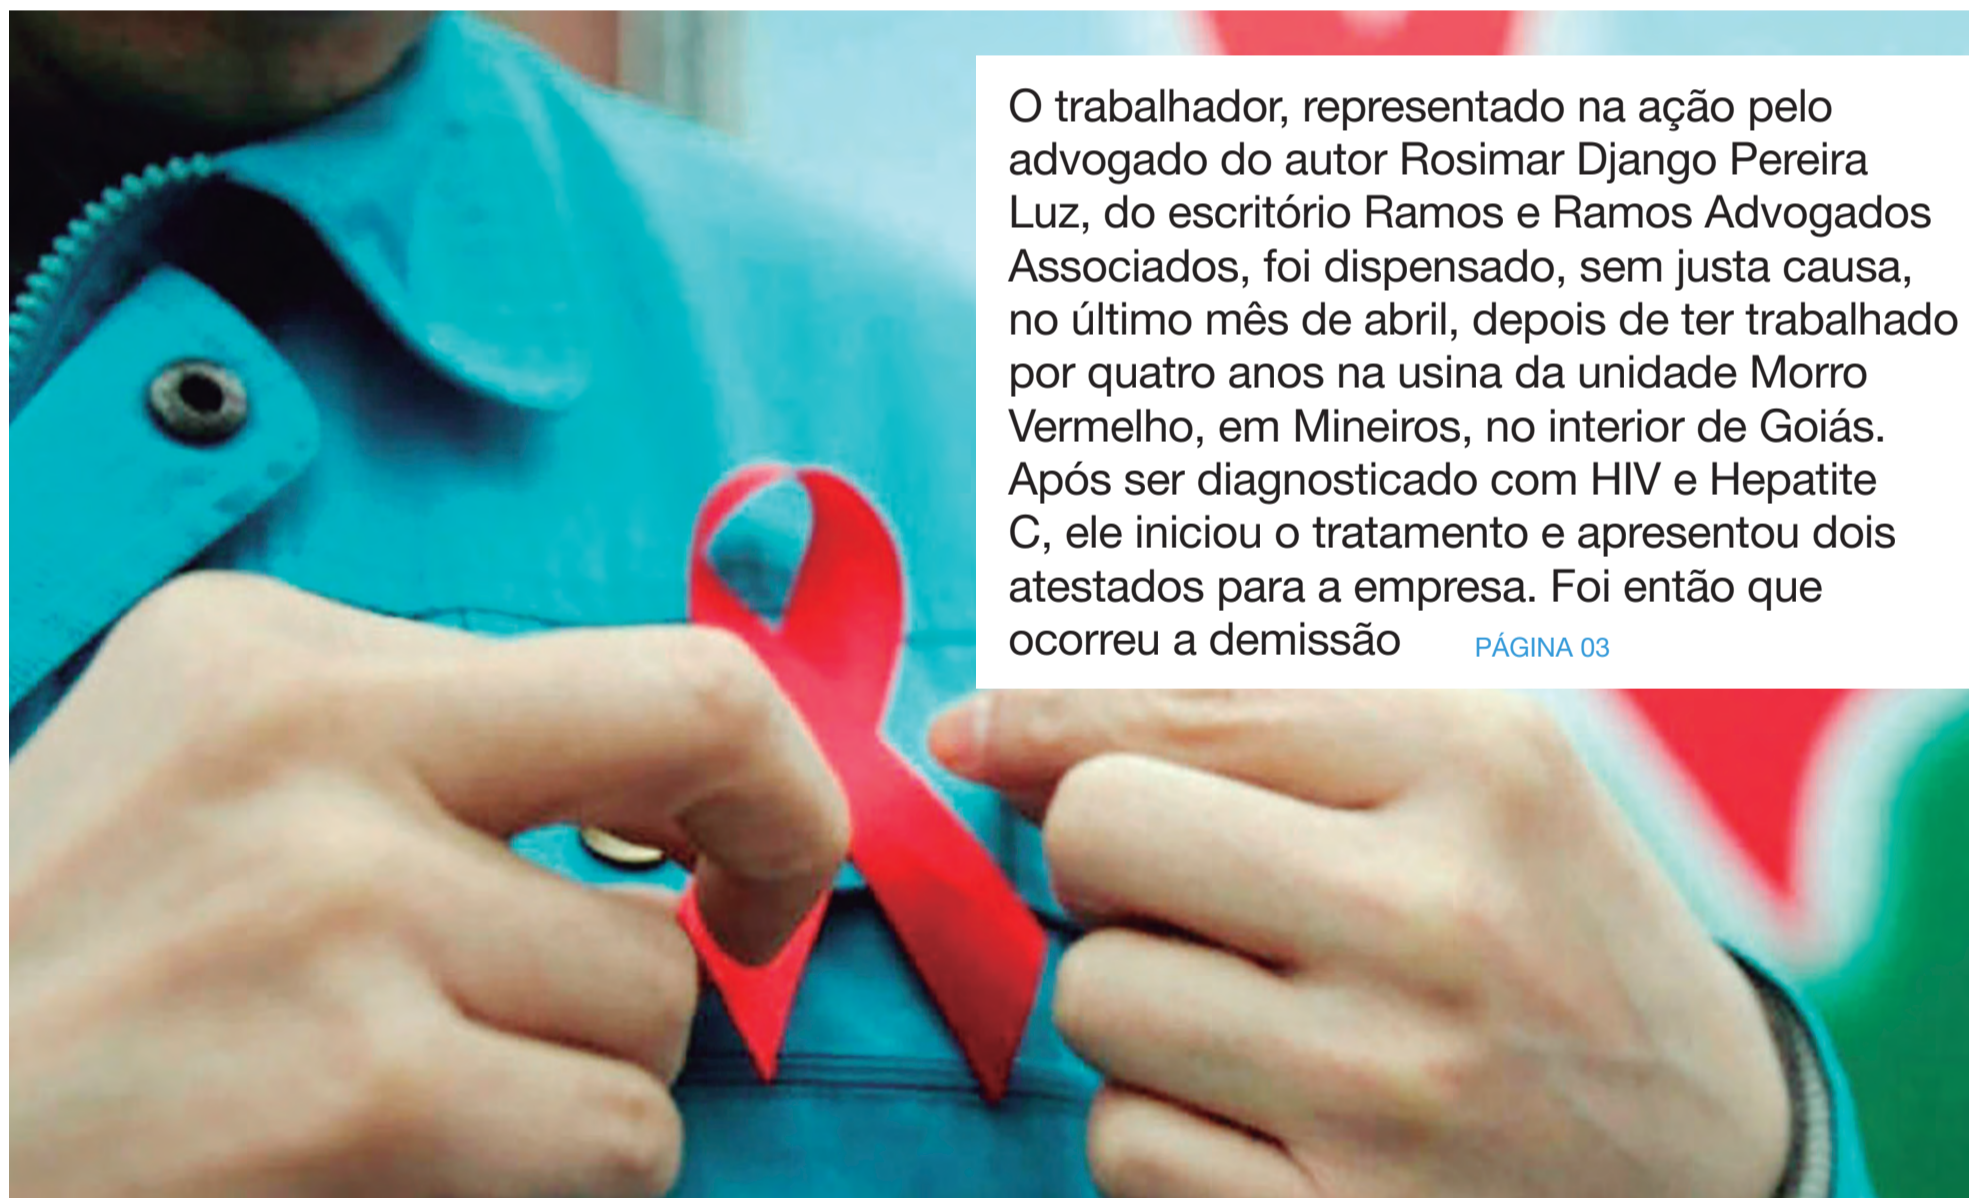 O trabalhador, representado na ação pelo
advogado do autor Rosimar Django Pereira
Luz, do escritório Ramos e Ramos Advogados
Associados, foi dispensado, sem justa causa,
no último mês de abril, depois de ter trabalhado
por quatro anos na usina da unidade Morro
Vermelho, em Mineiros, no interior de Goiás.
Após ser diagnosticado com HIV e Hepatite
C, ele iniciou o tratamento e apresentou dois
atestados para a empresa. Foi então que
ocorreu a demissão PÁGINA 03